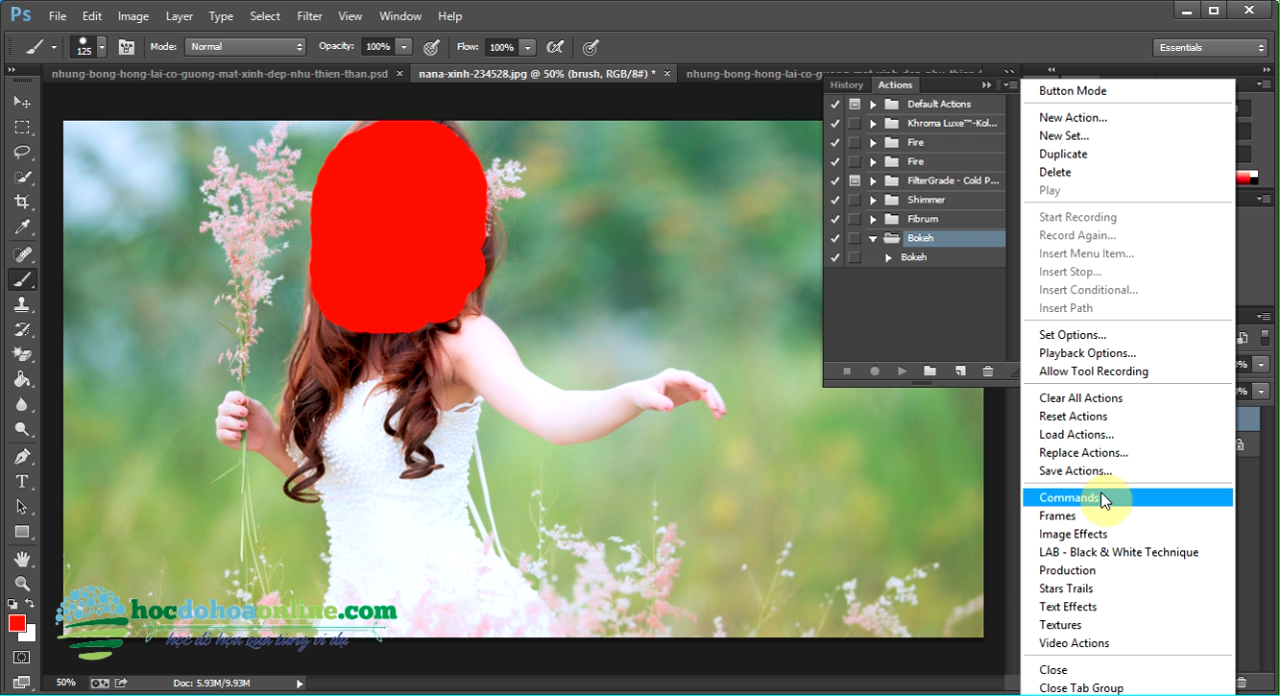 Ps File Edit Image Layer Type Select Filter View Window Help
125 Mode: Normal Opacity: 100% Flow: 100% Essentials
nhung-bong-hong-lai-co-guong-mat-xinh-dep-nhu-thien-than.psd × nana-xinh-234528.jpg @ 50% (brush, RGB/8#) * ×
History Actions
Default Actions
Khroma Luxe™-Kol...
Fire
Fire
FilterGrade - Cold P...
Shimmer
Fibrum
Bokeh
Bokeh
Button Mode
New Action...
New Set...
Duplicate
Delete
Play
Start Recording
Record Again...
Insert Menu Item...
Insert Stop...
Insert Conditional...
Insert Path
Set Options...
Playback Options...
Allow Tool Recording
Clear All Actions
Reset Actions
Load Actions...
Replace Actions...
Save Actions...
Commands
Frames
Image Effects
LAB - Black & White Technique
Production
Stars Trails
Text Effects
Textures
Video Actions
Close
Close Tab Group
hocdohoaonline.com
50% Doc: 5.93M/9.93M